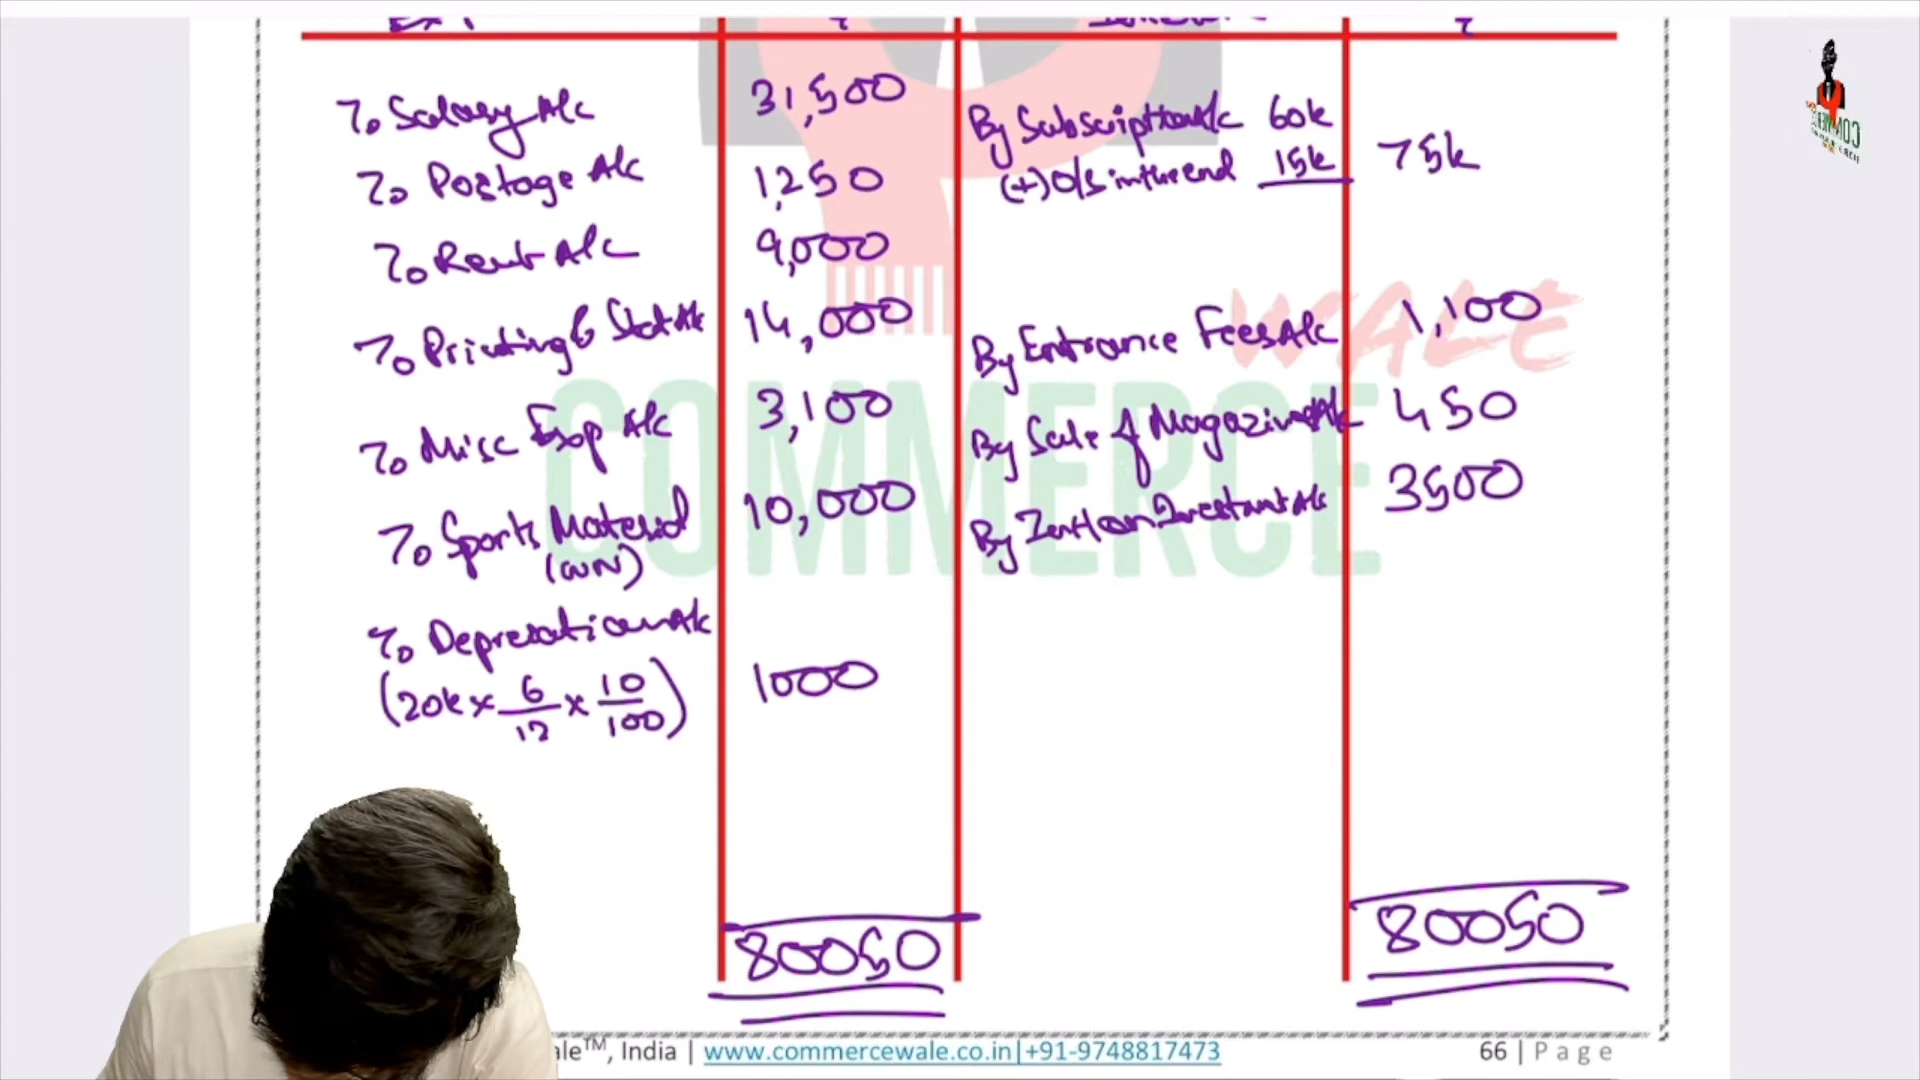 To Salary A/c 31,500
To Postage A/c 1,250
To Rent A/c 9,000
To Printing & Stat A/c 14,000
To Misc Exp A/c 3,100
To Sports Material 10,000
(WN)
To Depreciation A/c
(20k x 6/12 x 10/100) 1000
80050
By Subscription A/c 60k
(+) O/s in the end 15k 75k
By Entrance Fees A/c 1,100
By Sale of Magazine A/c 450
By Int on Investment A/c 3500
80050
WALE
COMMERCE
ale™, India | www.commercewale.co.in|+91-9748817473
66 | Page